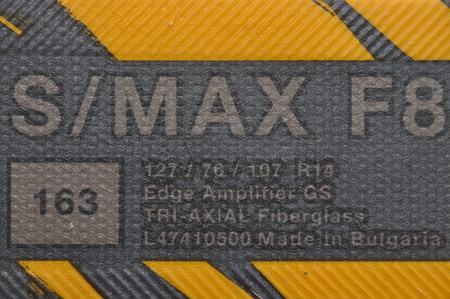 S/MAX F8
163
127 / 76 / 107 R14
Edge Amplifier GS
TRI-AXIAL Fiberglass
L47410500 Made in Bulgaria